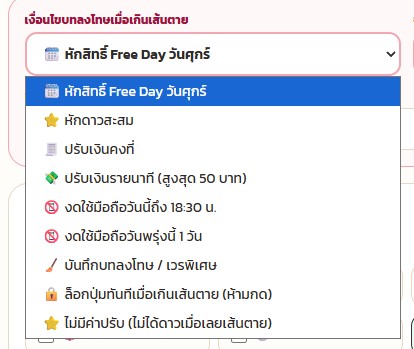 เงื่อนไขบทลงโทษเมื่อเกินเส้นตาย
หักสิทธิ์ Free Day วันศุกร์
หักสิทธิ์ Free Day วันศุกร์
หักดาวสะสม
ปรับเงินคงที่
ปรับเงินรายนาที (สูงสุด 50 บาท)
งดใช้มือถือวันนี้ถึง 18:30 น.
งดใช้มือถือวันพรุ่งนี้ 1 วัน
บันทึกบทลงโทษ / เวรพิเศษ
ล็อกปุ่มทันทีเมื่อเกินเส้นตาย (ห้ามกด)
ไม่มีค่าปรับ (ไม่ได้ดาวเมื่อเลยเส้นตาย)